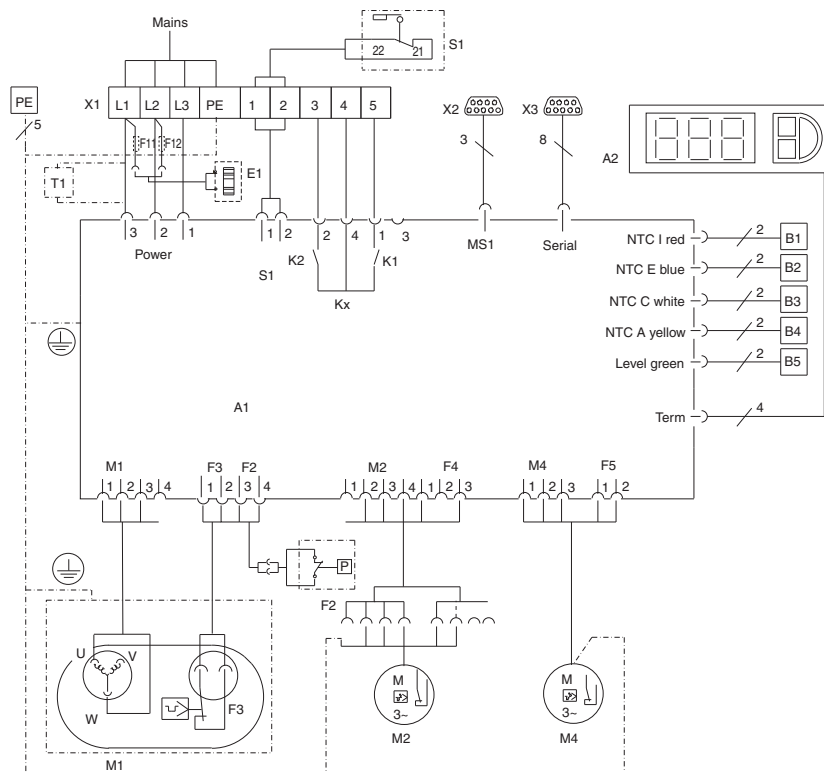 Mains
22 21 S1
PE
X1 L1 L2 L3 PE 1 2 3 4 5
X2 X3
5
F11 F12
3 8
A2
T1
E1
3 2 1 1 2 2 4 1 3
Power
MS1 Serial
S1
K2 K1
Kx
NTC I red 2 B1
NTC E blue 2 B2
NTC C white 2 B3
NTC A yellow 2 B4
Level green 2 B5
A1
Term 4
M1 F3 F2 M2 F4 M4 F5
1 2 3 4 1 2 3 4 1 2 3 4 1 2 3 1 2 3 1 2
P
F2
U V
W
F3
M
3~
M
3~
M1
M2
M4